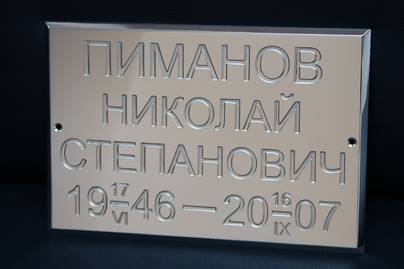 ПИМАНОВ
НИКОЛАЙ
СТЕПАНОВИЧ
19 17/VI 46 — 20 16/IX 07